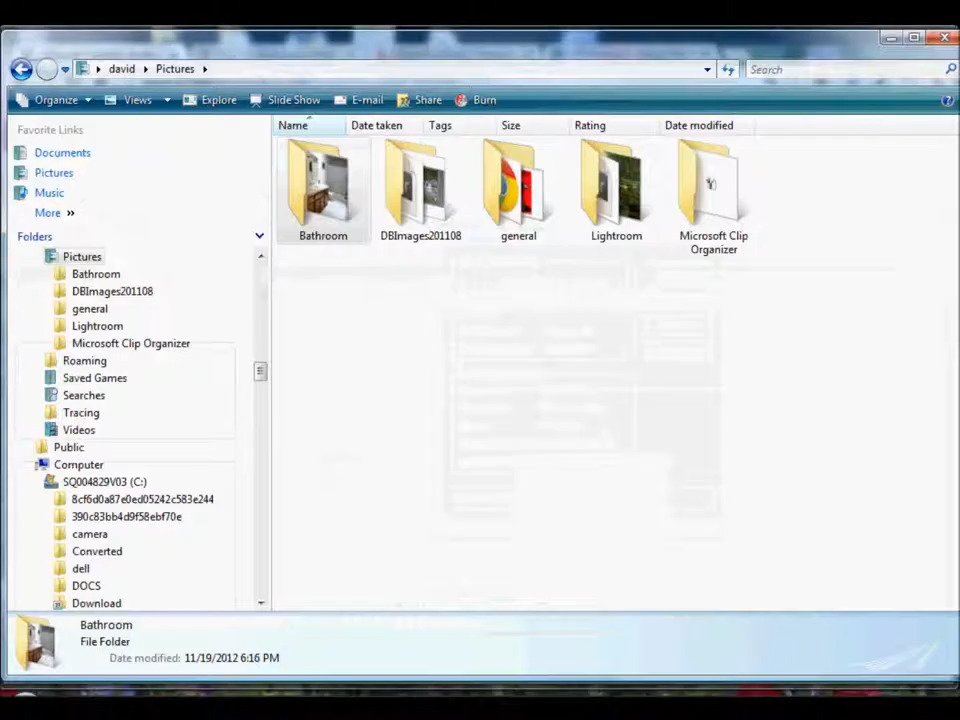 david Pictures
Search
Organize Views Explore Slide Show E-mail Share Burn
Favorite Links
Documents
Pictures
Music
More »
Folders
Pictures
Bathroom
DBImages201108
general
Lightroom
Microsoft Clip Organizer
Roaming
Saved Games
Searches
Tracing
Videos
Public
Computer
SQ004829V03 (C:)
8cf6d0a87e0ed05242c583e244
390c83bb4d9f58ebf70e
camera
Converted
dell
DOCS
Download
Name Date taken Tags Size Rating Date modified
Bathroom
DBImages201108
general
Lightroom
Microsoft Clip
Organizer
Bathroom
File Folder
Date modified: 11/19/2012 6:16 PM